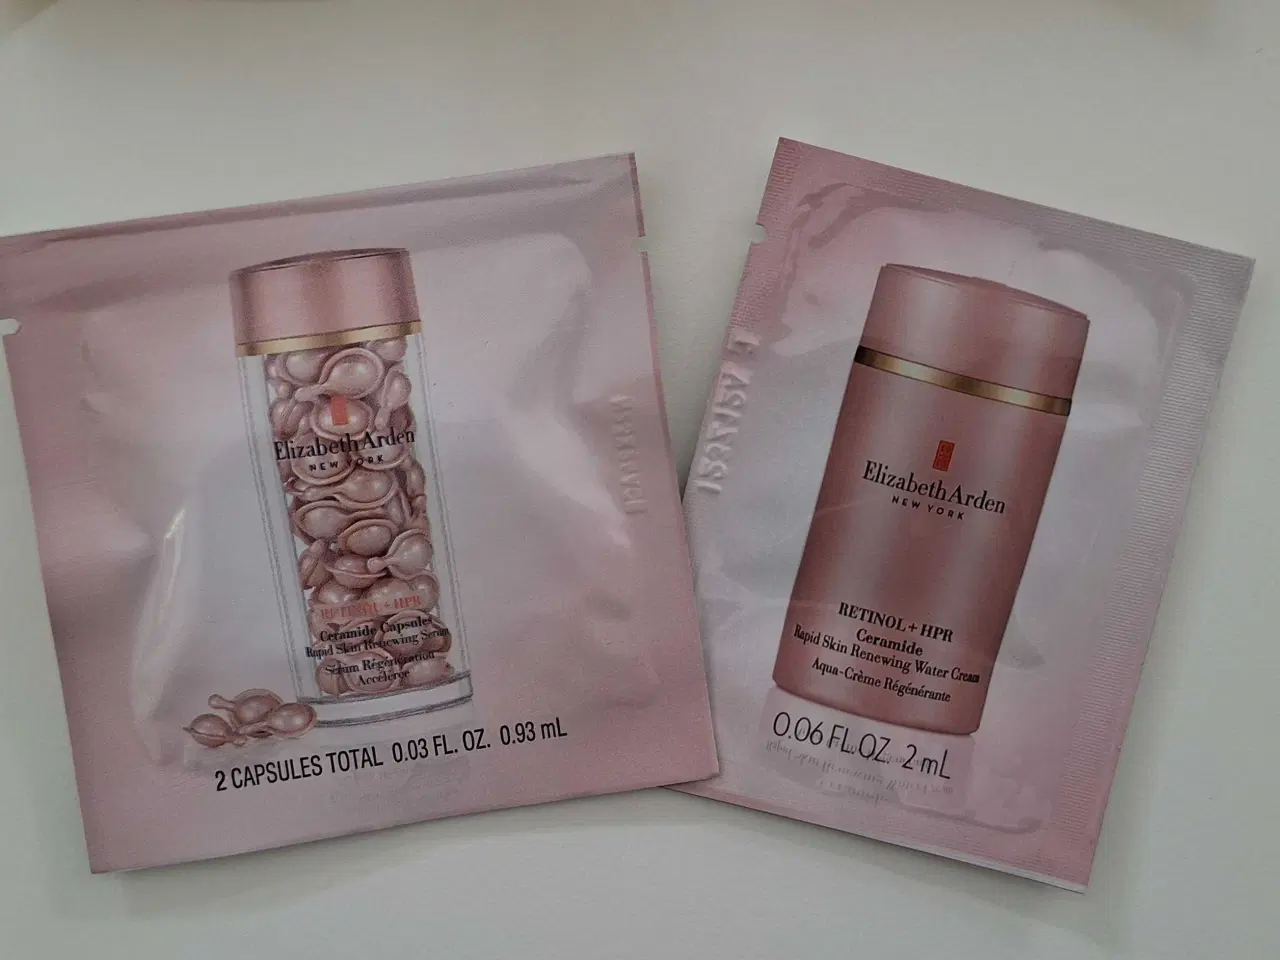 Elizabeth Arden
NEW YORK
RETINOL + HPR
Ceramide Capsules
Rapid Skin Renewing Serum
Sérum Régénération
Accélérée
2 CAPSULES TOTAL 0.03 FL. OZ. 0.93 mL
Elizabeth Arden
NEW YORK
RETINOL + HPR
Ceramide
Rapid Skin Renewing Water Cream
Aqua-Crème Régénérante
0.06 FL.OZ. 2mL